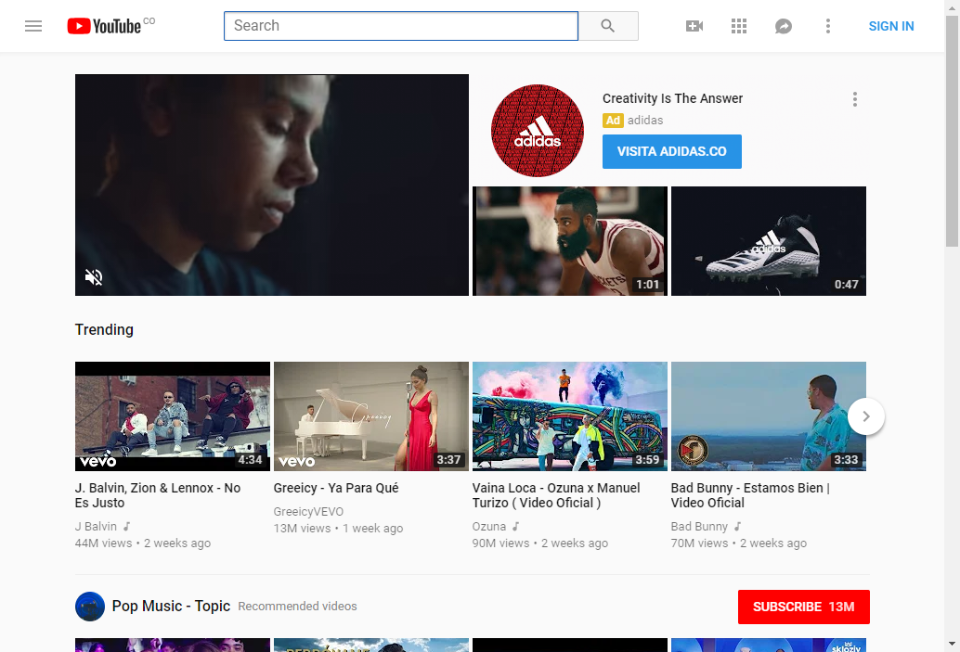 YouTube CO
Search
SIGN IN
Creativity Is The Answer
Ad adidas
VISITA ADIDAS.CO
adidas
adidas
1:01
0:47
Trending
vevo
4:34
vevo
Greeicy
3:37
3:59
3:33
J. Balvin, Zion & Lennox - No
Es Justo
J Balvin
44M views • 2 weeks ago
Greeicy - Ya Para Qué
GreeicyVEVO
13M views • 1 week ago
Vaina Loca - Ozuna x Manuel
Turizo ( Video Oficial )
Ozuna
90M views • 2 weeks ago
Bad Bunny - Estamos Bien |
Video Oficial
Bad Bunny
70M views • 2 weeks ago
Pop Music - Topic Recommended videos
SUBSCRIBE 13M